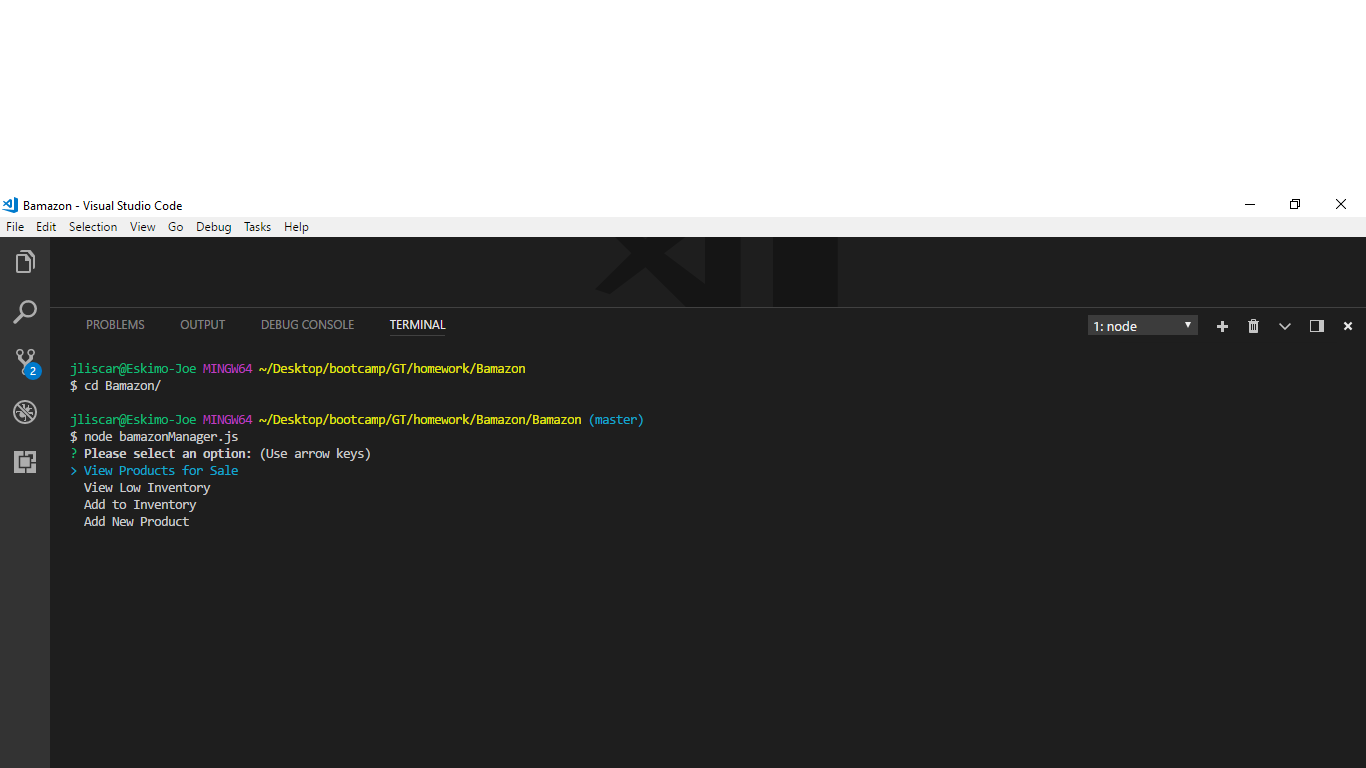 Bamazon - Visual Studio Code
File Edit Selection View Go Debug Tasks Help
PROBLEMS OUTPUT DEBUG CONSOLE TERMINAL 1: node
2
jliscar@Eskimo-Joe MINGW64 ~/Desktop/bootcamp/GT/homework/Bamazon
$ cd Bamazon/
jliscar@Eskimo-Joe MINGW64 ~/Desktop/bootcamp/GT/homework/Bamazon/Bamazon (master)
$ node bamazonManager.js
? Please select an option: (Use arrow keys)
> View Products for Sale
View Low Inventory
Add to Inventory
Add New Product